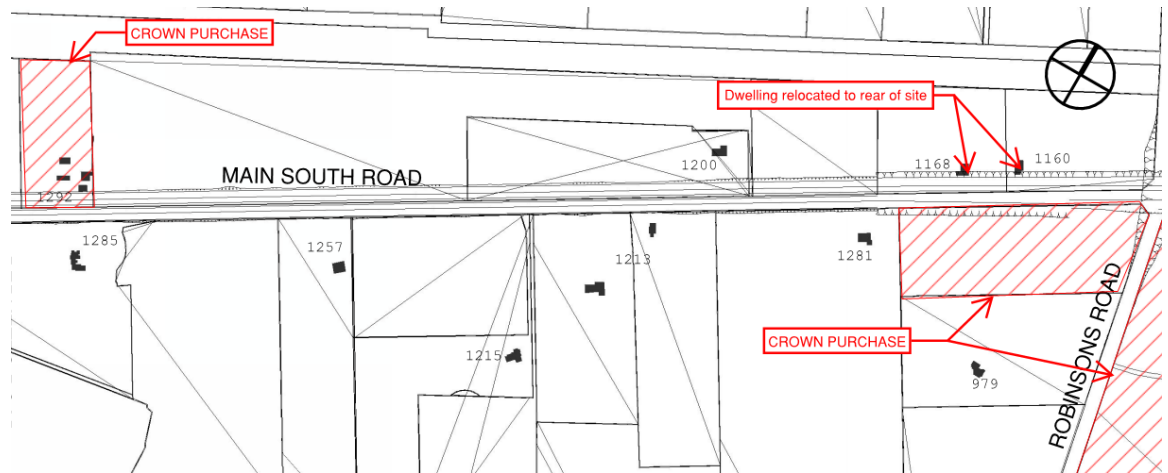 CROWN PURCHASE
Dwelling relocated to rear of site
1200
1168
1160
MAIN SOUTH ROAD
1292
1285
1257
1213
1281
CROWN PURCHASE
1215
979
ROBINSONS ROAD